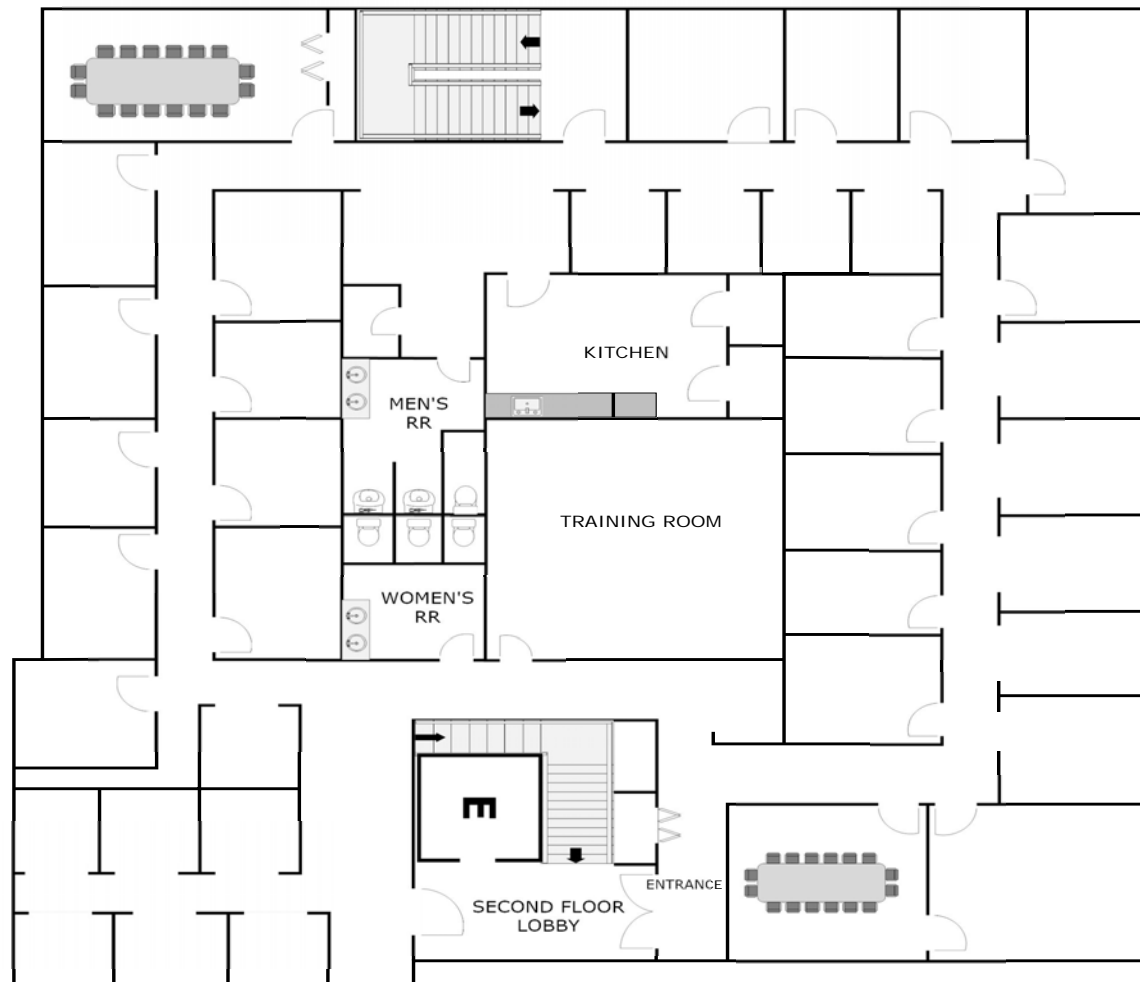 KITCHEN
MEN'S
RR
TRAINING ROOM
WOMEN'S
RR
E
ENTRANCE
SECOND FLOOR
LOBBY